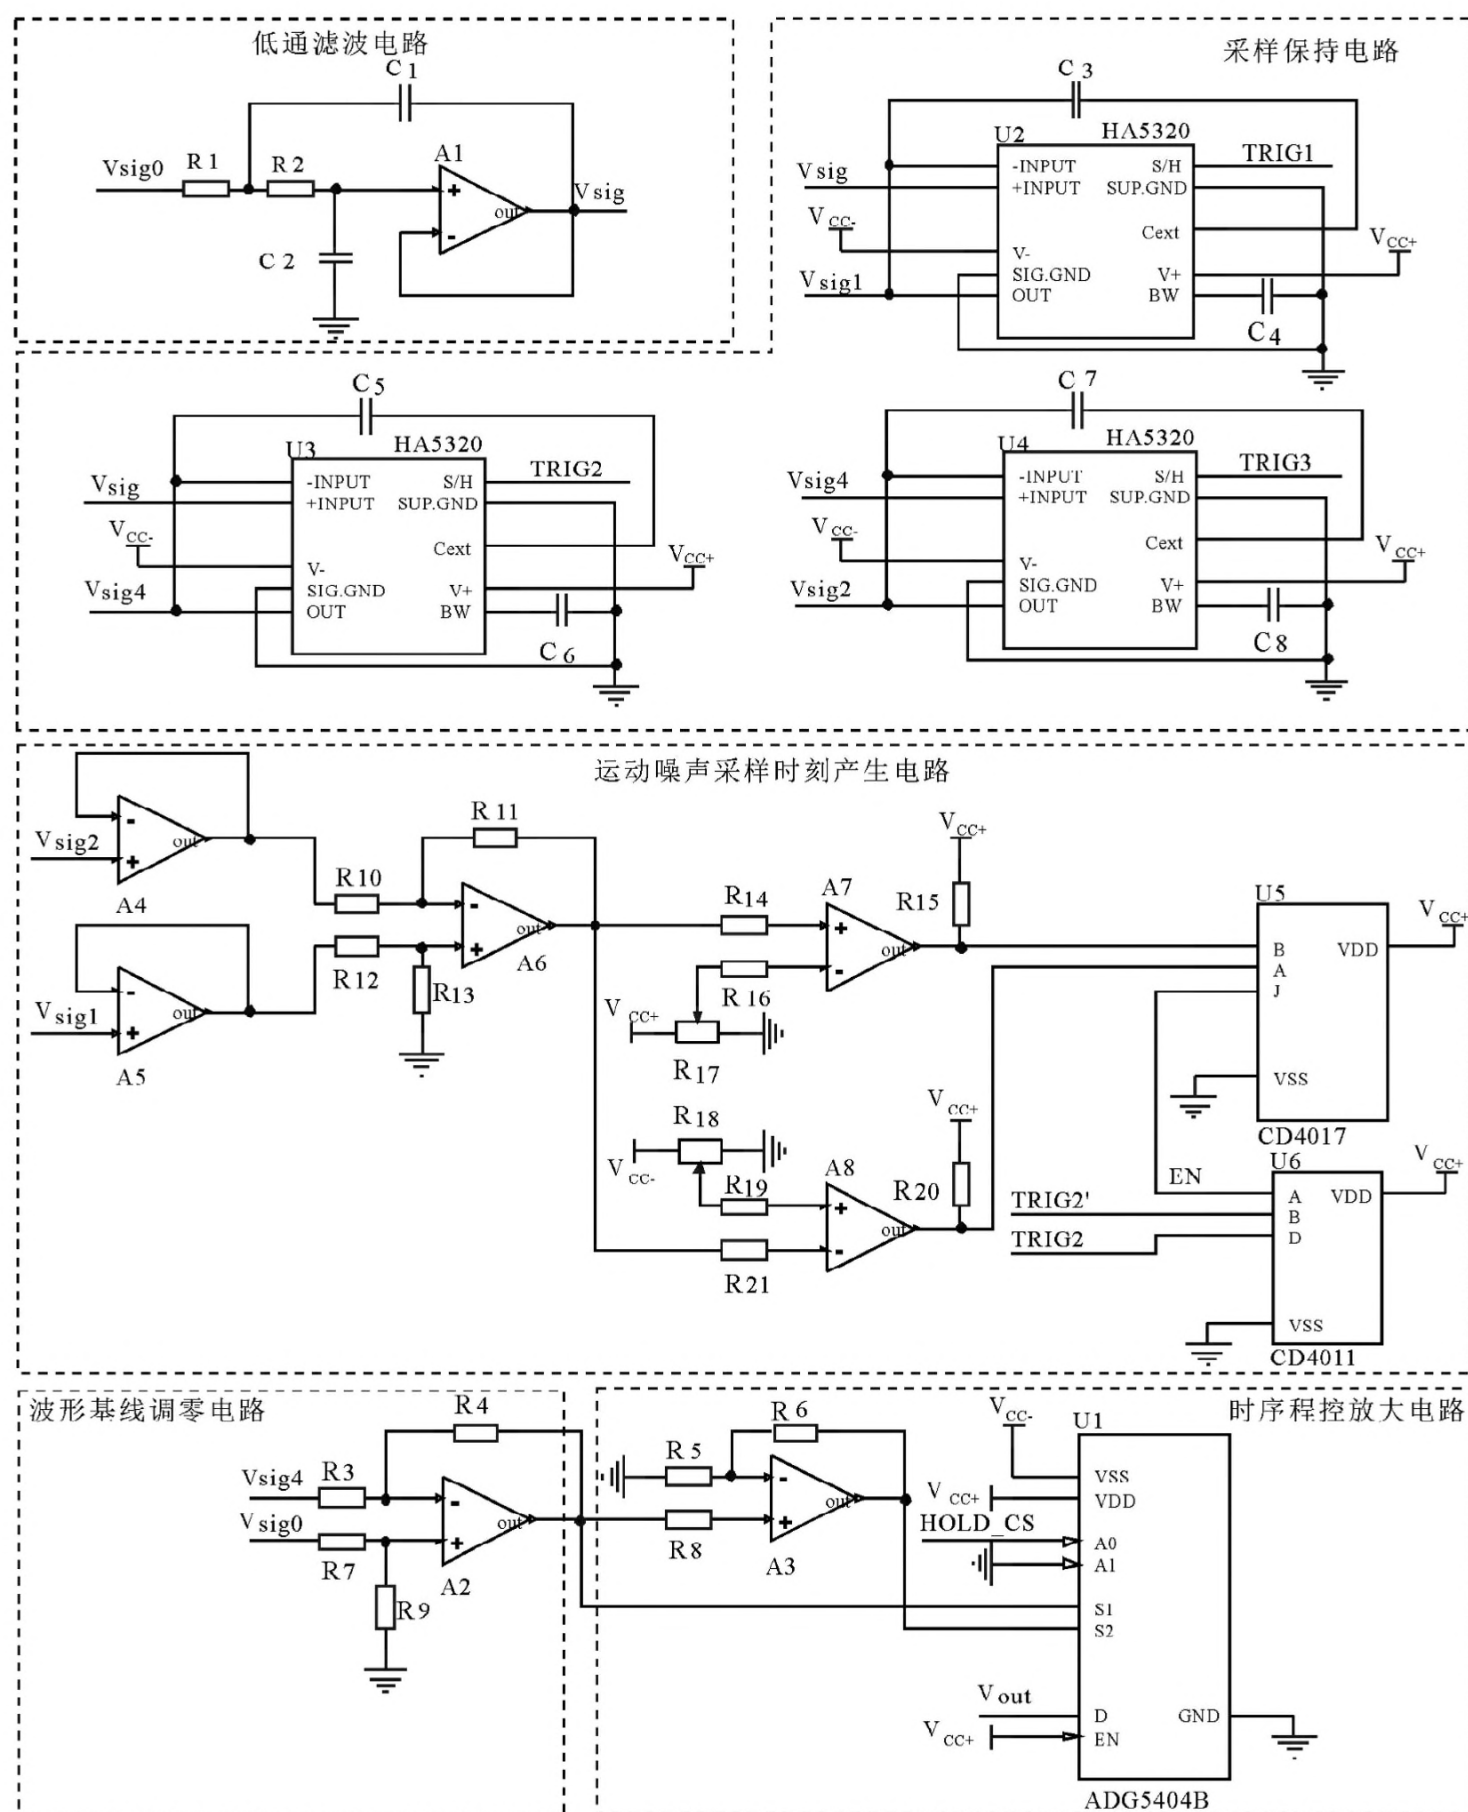 低通滤波电路
C1
Vsig0
R1
R2
A1
+
-
out
Vsig
C2
采样保持电路
C3
U2
HA5320
Vsig
-INPUT
+INPUT
S/H
SUP.GND
TRIG1
VCC-
Cext
VCC+
V-
SIG.GND
OUT
V+
BW
Vsig1
C4
C5
U3
HA5320
Vsig
-INPUT
+INPUT
S/H
SUP.GND
TRIG2
VCC-
Cext
VCC+
V-
SIG.GND
OUT
V+
BW
Vsig4
C6
C7
U4
HA5320
Vsig4
-INPUT
+INPUT
S/H
SUP.GND
TRIG3
VCC-
Cext
VCC+
V-
SIG.GND
OUT
V+
BW
Vsig2
C8
运动噪声采样时刻产生电路
Vsig2
-
+
out
A4
Vsig1
-
+
out
A5
R10
R12
R11
R13
-
+
out
A6
R14
R16
VCC+
R17
A7
+
-
out
VCC+
R15
R18
VCC-
R19
R21
A8
+
-
out
VCC+
R20
U5
B
A
J
VDD
VCC+
VSS
CD4017
U6
EN
TRIG2'
TRIG2
A
B
D
VDD
VCC+
VSS
CD4011
波形基线调零电路
R4
Vsig4
R3
Vsig0
R7
R9
-
+
out
A2
时序程控放大电路
R6
R5
R8
-
+
out
A3
VCC-
U1
VSS
VDD
VCC+
HOLD_CS
A0
A1
S1
S2
Vout
D
GND
VCC+
EN
ADG5404B